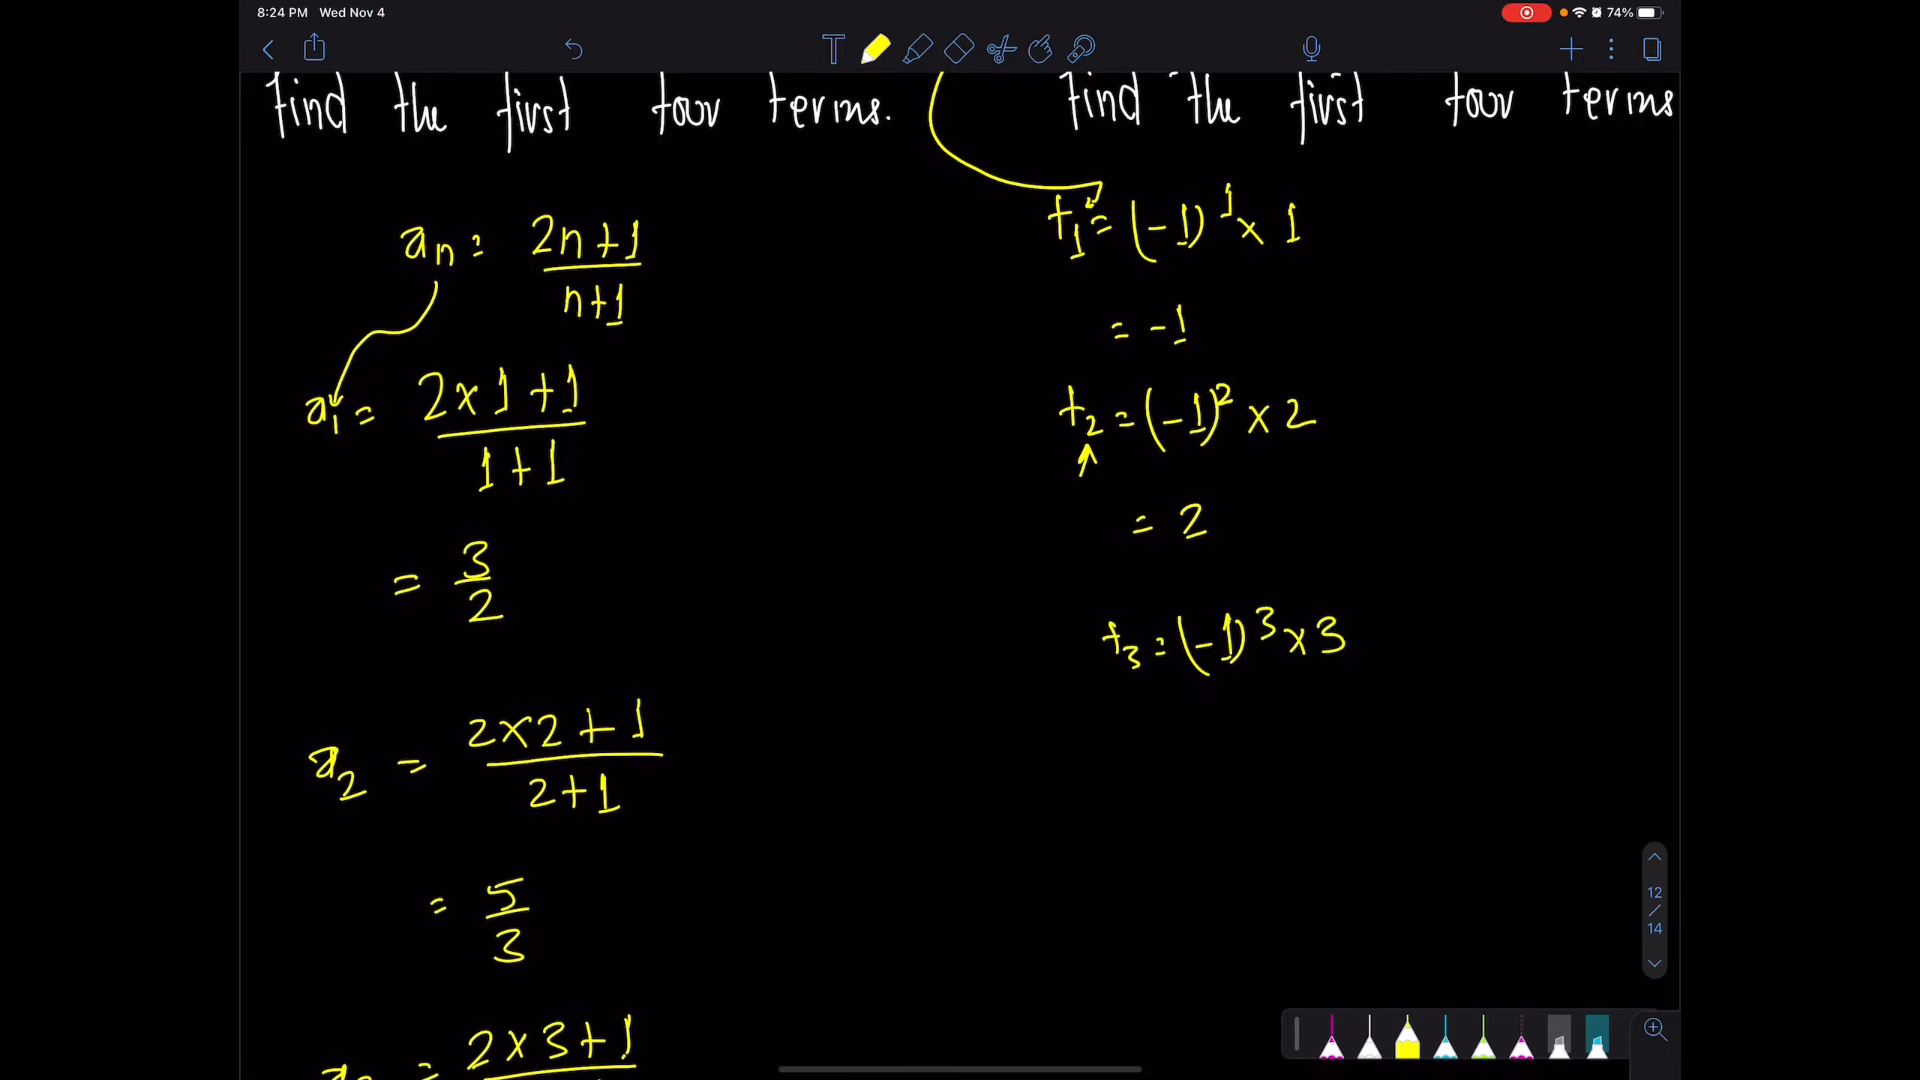 8:24 PM Wed Nov 4
74%
T
find the first four terms.
find the first four terms
aₙ = (2n+1)/(n+1)
a₁ = (2×1+1)/(1+1)
= 3/2
a₂ = (2×2+1)/(2+1)
= 5/3
= 2×3+1
t₁ = (-1)¹ × 1
= -1
t₂ = (-1)² × 2
= 2
t₃ = (-1)³ × 3
12
/
14